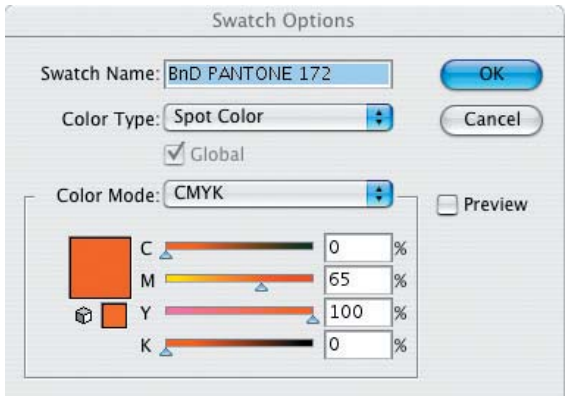 Swatch Options
Swatch Name: BnD PANTONE 172
OK
Color Type: Spot Color
Cancel
Global
Color Mode: CMYK
Preview
C 0 %
M 65 %
Y 100 %
K 0 %